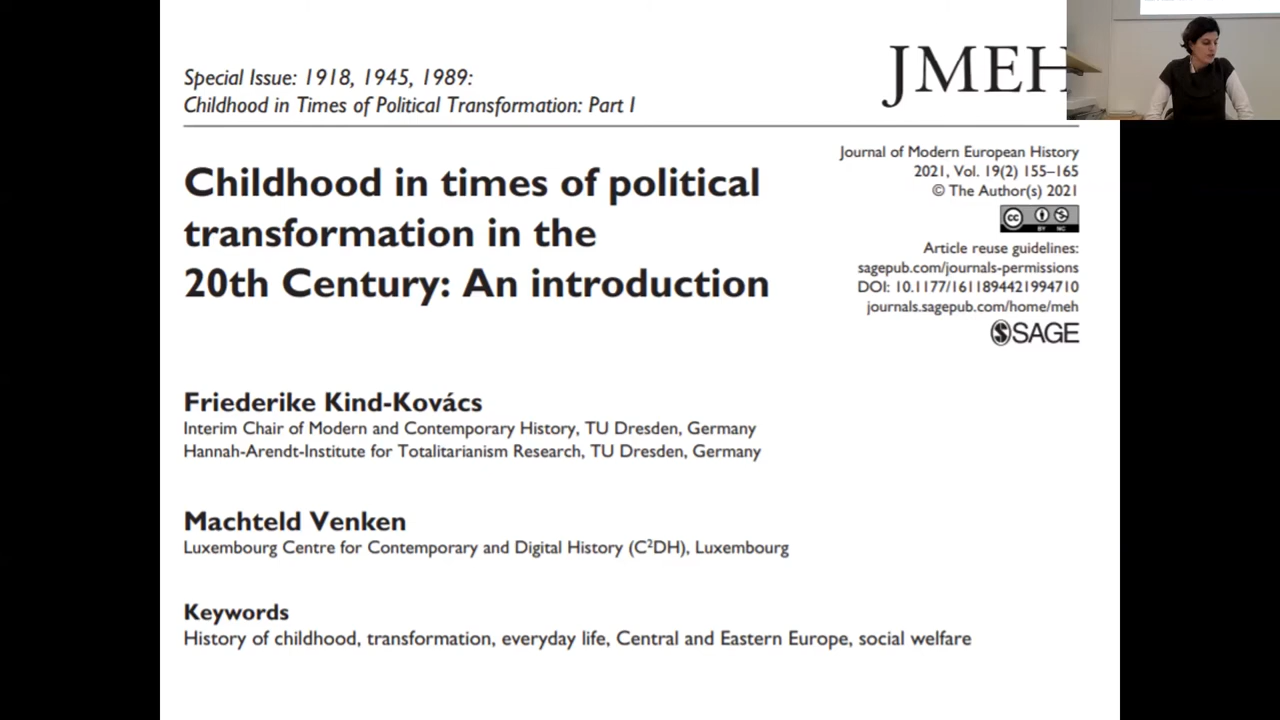 Special Issue: 1918, 1945, 1989:
Childhood in Times of Political Transformation: Part I
JMEH
Childhood in times of political
transformation in the
20th Century: An introduction
Journal of Modern European History
2021, Vol. 19(2) 155–165
© The Author(s) 2021
cc BY NC
Article reuse guidelines:
sagepub.com/journals-permissions
DOI: 10.1177/1611894421994710
journals.sagepub.com/home/meh
SSAGE
Friederike Kind-Kovács
Interim Chair of Modern and Contemporary History, TU Dresden, Germany
Hannah-Arendt-Institute for Totalitarianism Research, TU Dresden, Germany
Machteld Venken
Luxembourg Centre for Contemporary and Digital History (C²DH), Luxembourg
Keywords
History of childhood, transformation, everyday life, Central and Eastern Europe, social welfare